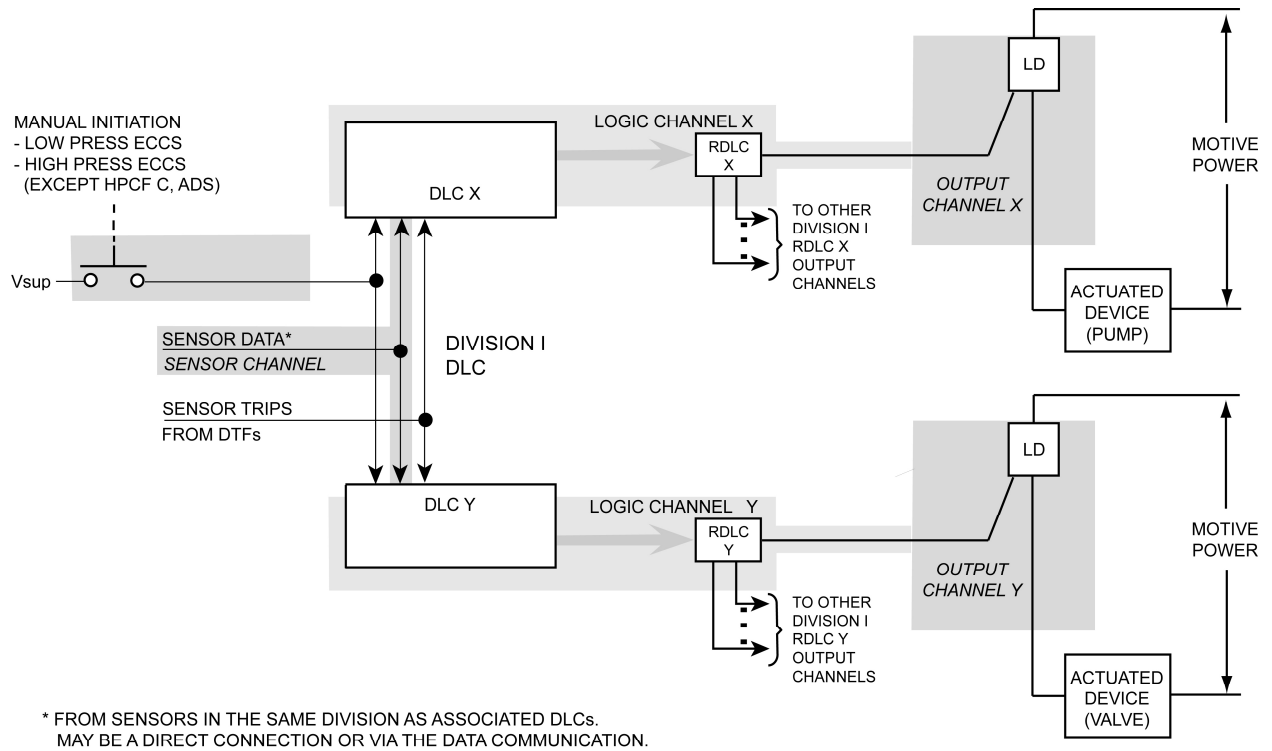 MANUAL INITIATION
- LOW PRESS ECCS
- HIGH PRESS ECCS
(EXCEPT HPCF C, ADS)
Vsup
SENSOR DATA*
SENSOR CHANNEL
SENSOR TRIPS
FROM DTFs
DIVISION I
DLC
DLC X
LOGIC CHANNEL X
RDLC
X
TO OTHER
DIVISION I
RDLC X
OUTPUT
CHANNELS
LD
OUTPUT
CHANNEL X
MOTIVE
POWER
ACTUATED
DEVICE
(PUMP)
DLC Y
LOGIC CHANNEL Y
RDLC
Y
TO OTHER
DIVISION I
RDLC Y
OUTPUT
CHANNELS
LD
OUTPUT
CHANNEL Y
MOTIVE
POWER
ACTUATED
DEVICE
(VALVE)
* FROM SENSORS IN THE SAME DIVISION AS ASSOCIATED DLCs.
MAY BE A DIRECT CONNECTION OR VIA THE DATA COMMUNICATION.